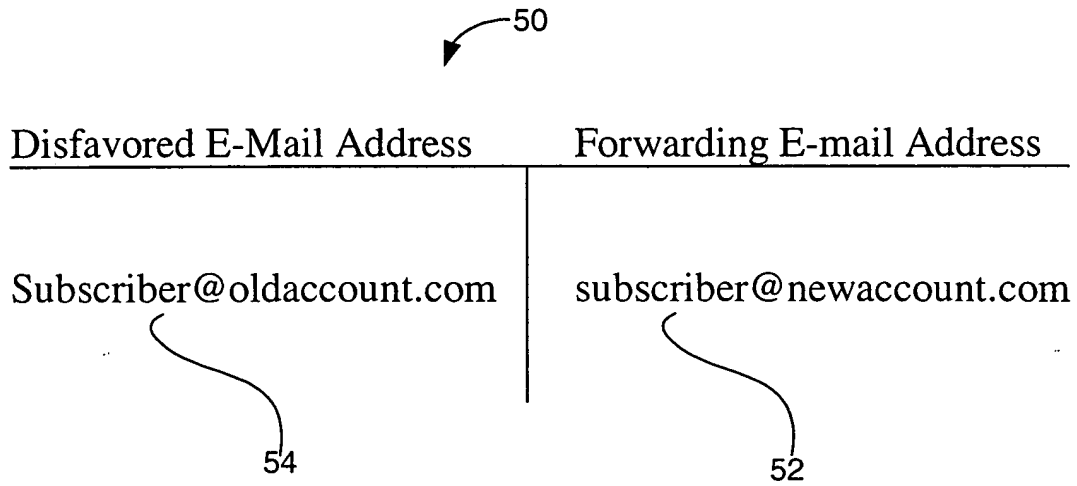 50
Disfavored E-Mail Address Forwarding E-mail Address
Subscriber@oldaccount.com subscriber@newaccount.com
54 52